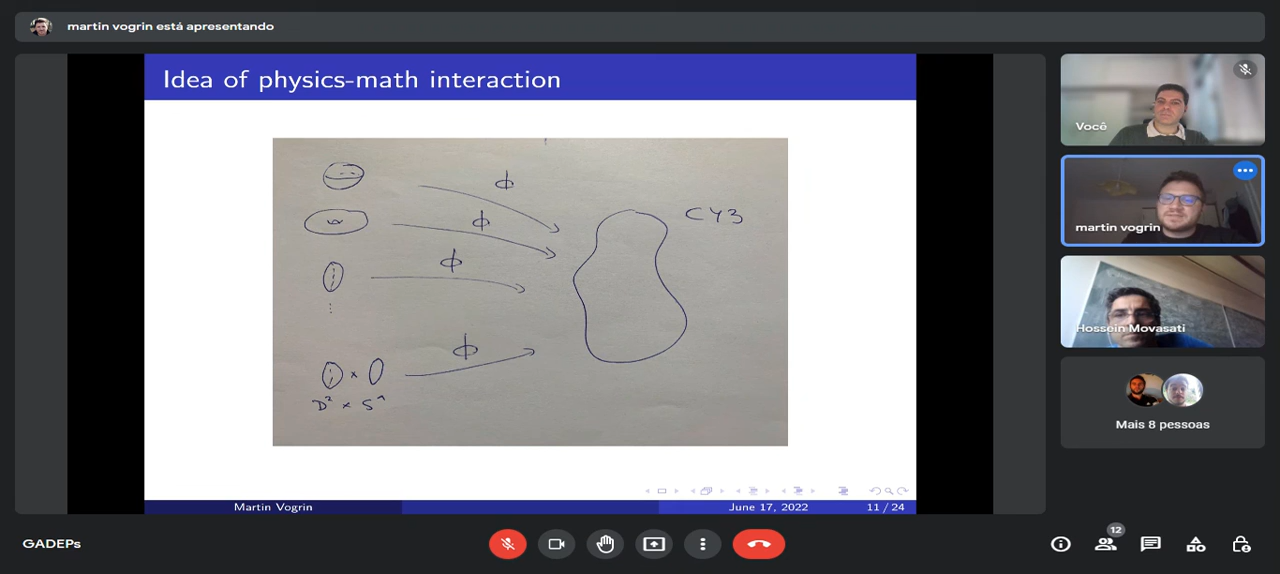 martin vogrin está apresentando
Idea of physics-math interaction
ϕ
CY3
ϕ
ϕ
⋮
ϕ
×
D² × S¹
Martin Vogrin
June 17, 2022
11 / 24
Você
martin vogrin
Hossein Movasati
Mais 8 pessoas
GADEPs
12